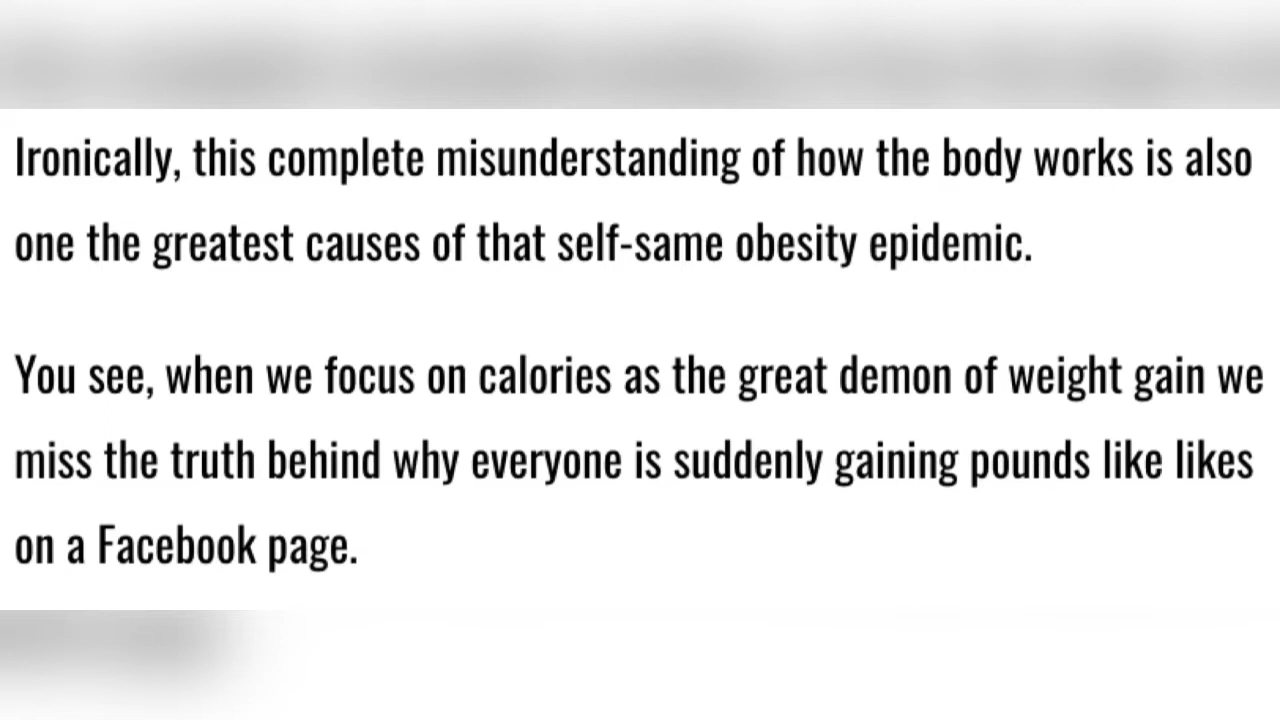 Ironically, this complete misunderstanding of how the body works is also
one the greatest causes of that self-same obesity epidemic.
You see, when we focus on calories as the great demon of weight gain we
miss the truth behind why everyone is suddenly gaining pounds like likes
on a Facebook page.